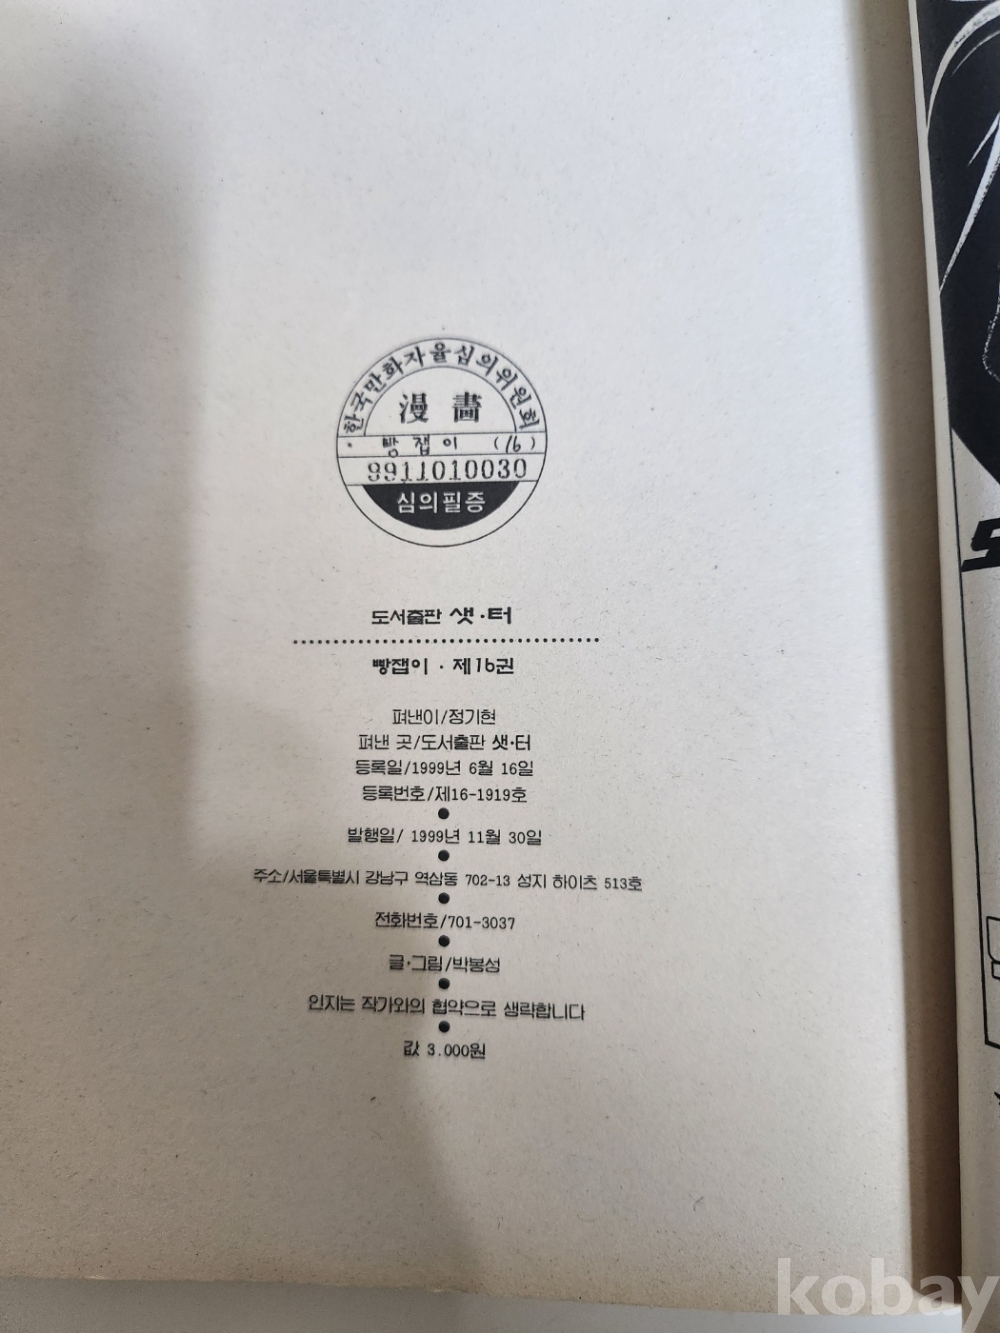 한국만화자율심의위원회
漫畵
빵잽이 (16)
9911010030
심의필증
도서출판 샛·터
빵잽이 · 제16권
펴낸이/정기현
펴낸 곳/도서출판 샛·터
등록일/1999년 6월 16일
등록번호/제16-1919호
발행일/ 1999년 11월 30일
주소/서울특별시 강남구 역삼동 702-13 성지 하이츠 513호
전화번호/701-3037
글·그림/박봉성
인지는 작가와의 협약으로 생략합니다
값 3.000원
kobay